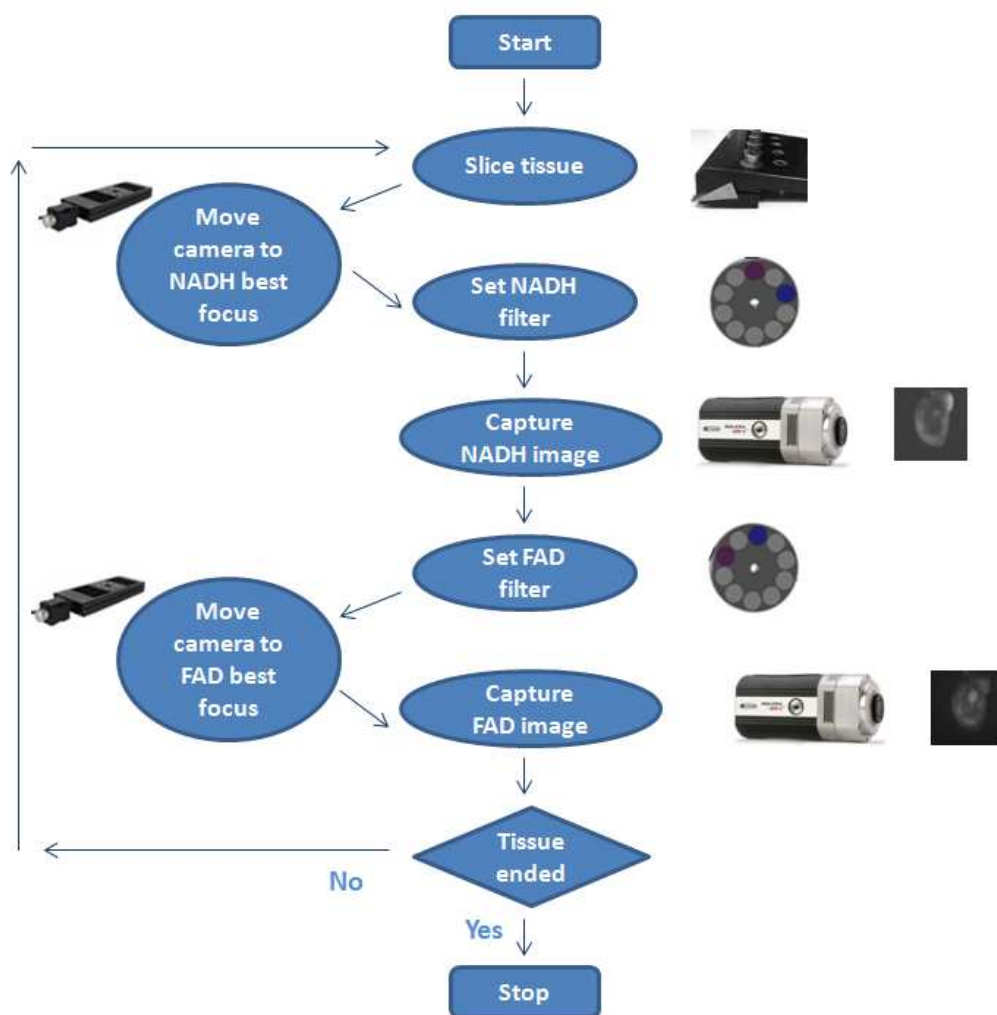 Start
Slice tissue
Move
camera to
NADH best
focus
Set NADH
filter
Capture
NADH image
Set FAD
filter
Move
camera to
FAD best
focus
Capture
FAD image
Tissue
ended
No
Yes
Stop